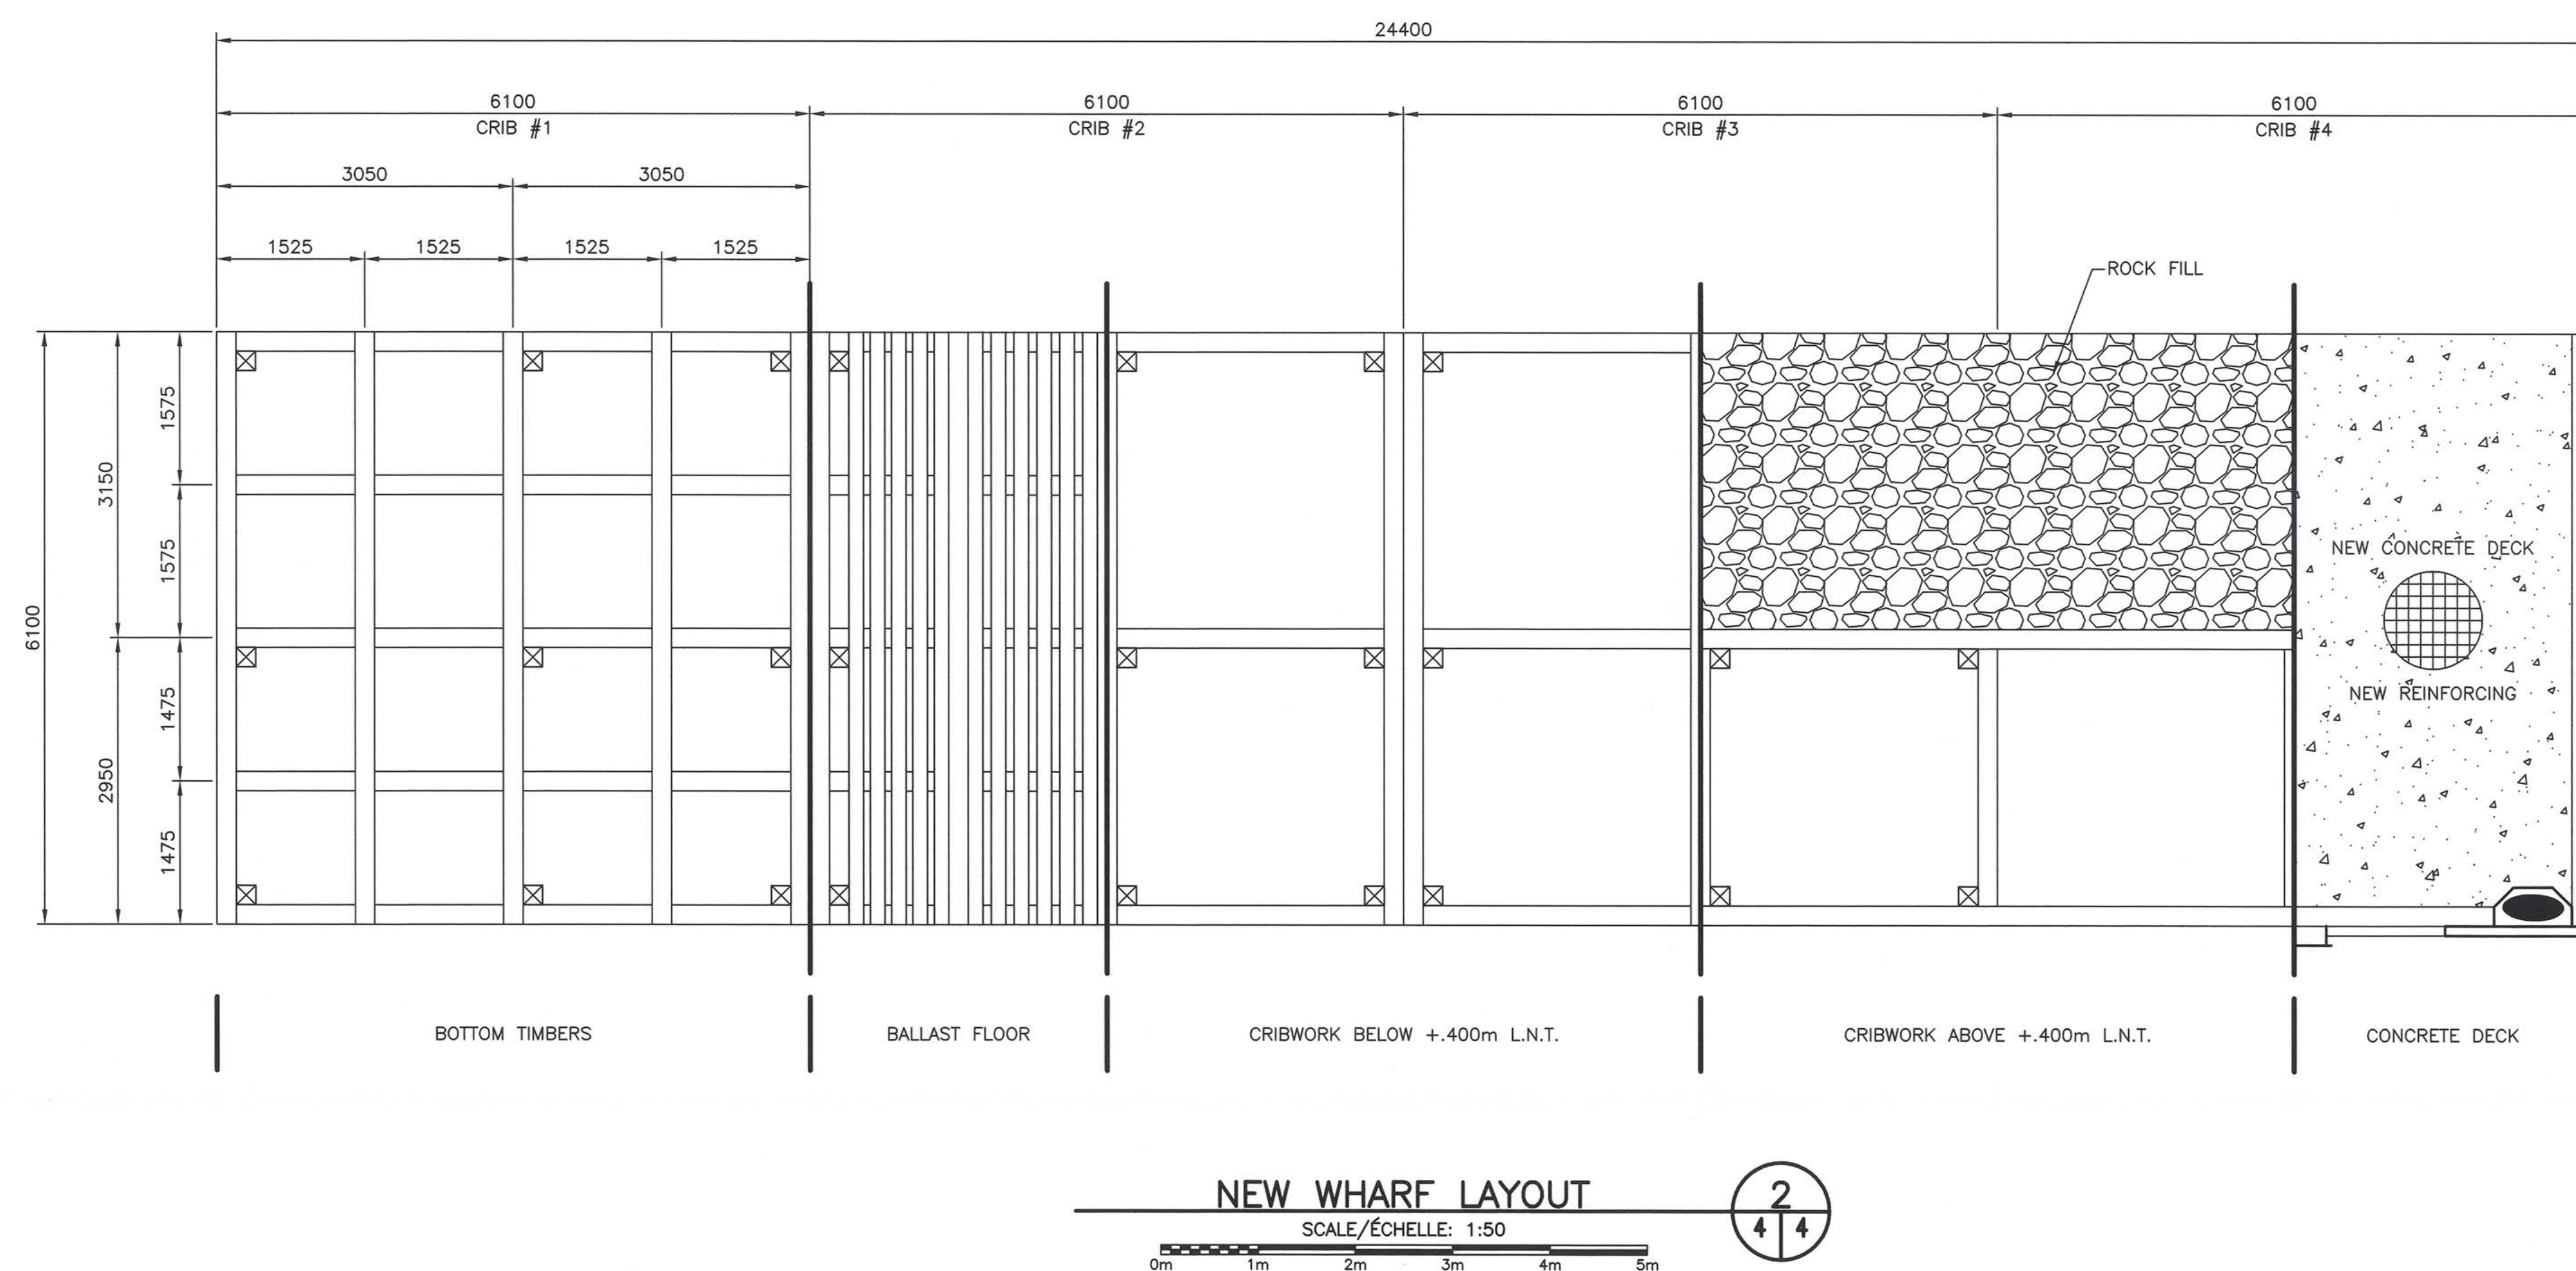 24400
6100 6100 6100 6100
CRIB #1 CRIB #2 CRIB #3 CRIB #4
3050 3050
1525 1525 1525 1525
ROCK FILL
1575
3150
1575
6100
1475
2950
1475
NEW CONCRETE DECK
NEW REINFORCING
BOTTOM TIMBERS BALLAST FLOOR CRIBWORK BELOW +.400m L.N.T. CRIBWORK ABOVE +.400m L.N.T. CONCRETE DECK
NEW WHARF LAYOUT 2
SCALE/ÉCHELLE: 1:50 4 4
0m 1m 2m 3m 4m 5m